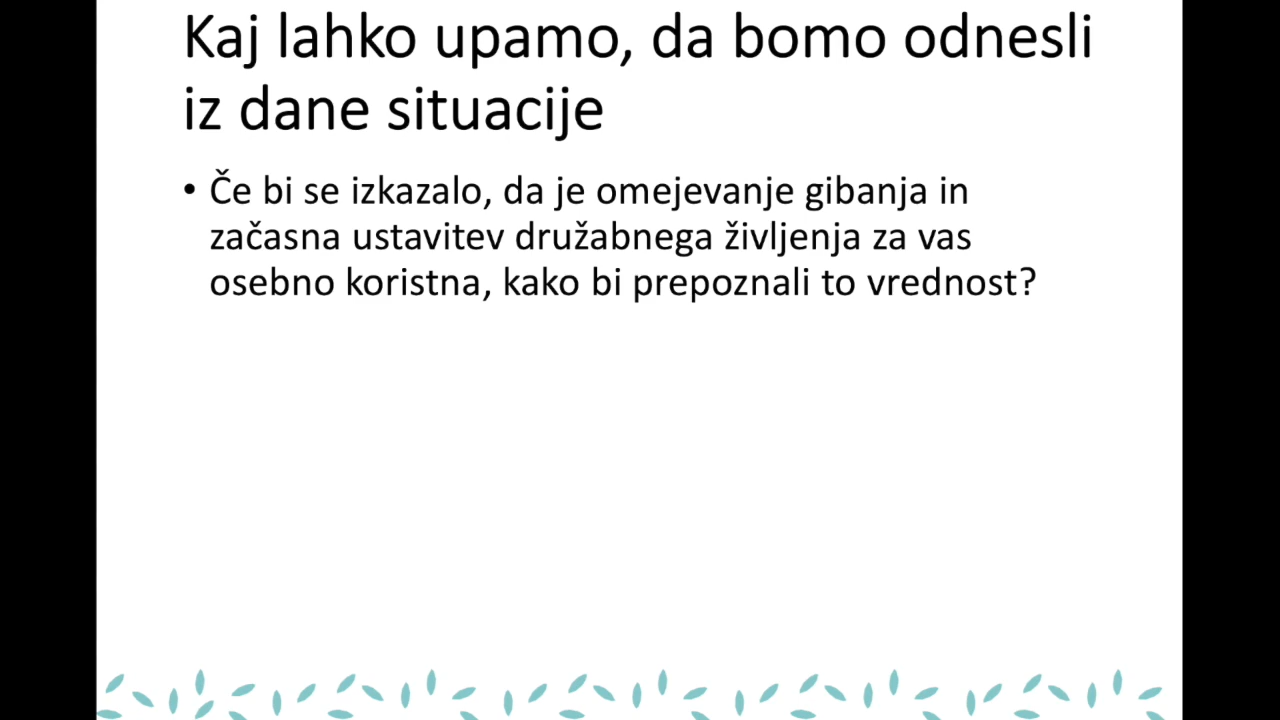 Kaj lahko upamo, da bomo odnesli
iz dane situacije
• Če bi se izkazalo, da je omejevanje gibanja in
začasna ustavitev družabnega življenja za vas
osebno koristna, kako bi prepoznali to vrednost?